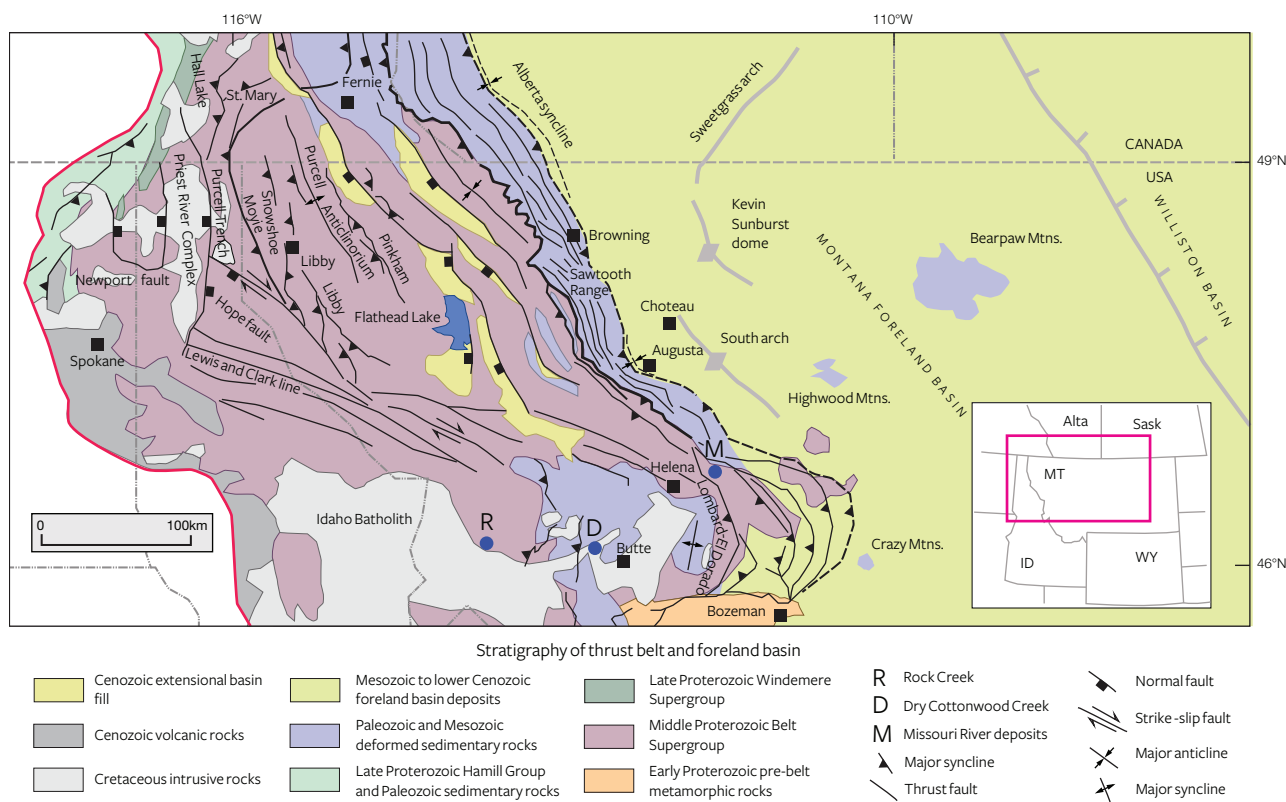 116°W
110°W
Hall Lake
St. Mary
Fernie
Alberta syncline
Sweetgrass arch
CANADA
USA
49°N
Priest River Complex
Purcell Trench
Moyie
Snowshoe
Purcell
Anticlinorium
Pinkham
Browning
Kevin
Sunburst
dome
Bearpaw Mtns.
WILLISTON BASIN
MONTANA FORELAND BASIN
Newport fault
Libby
Libby
Sawtooth
Range
Hope fault
Flathead Lake
Choteau
Spokane
Augusta
South arch
Lewis and Clark line
Highwood Mtns.
Alta
Sask
MT
ID
WY
M
Helena
Lombard-El Dorado
0
100km
Idaho Batholith
R
D
Butte
Crazy Mtns.
46°N
Bozeman
Stratigraphy of thrust belt and foreland basin
Cenozoic extensional basin
fill
Cenozoic volcanic rocks
Cretaceous intrusive rocks
Mesozoic to lower Cenozoic
foreland basin deposits
Paleozoic and Mesozoic
deformed sedimentary rocks
Late Proterozoic Hamill Group
and Paleozoic sedimentary rocks
Late Proterozoic Windemere
Supergroup
Middle Proterozoic Belt
Supergroup
Early Proterozoic pre-belt
metamorphic rocks
R Rock Creek
D Dry Cottonwood Creek
M Missouri River deposits
Major syncline
Thrust fault
Normal fault
Strike-slip fault
Major anticline
Major syncline